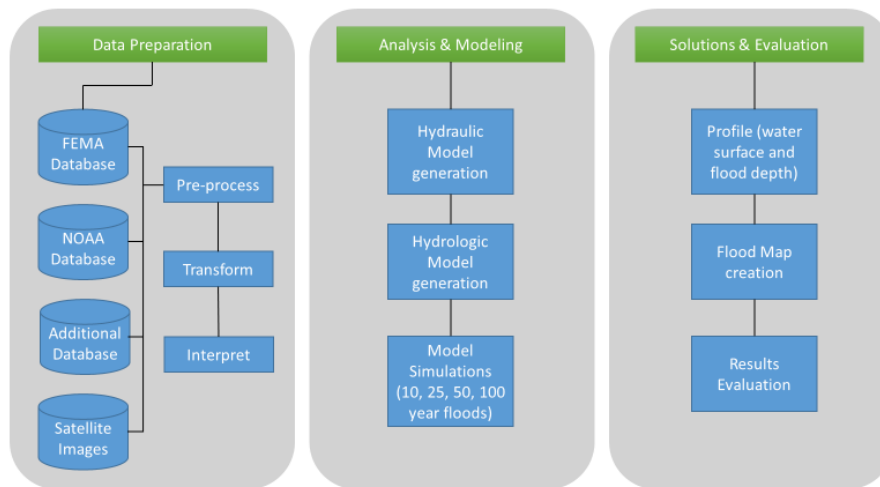 Data Preparation
FEMA
Database
NOAA
Database
Additional
Database
Satellite
Images
Pre-process
Transform
Interpret
Analysis & Modeling
Hydraulic
Model
generation
Hydrologic
Model
generation
Model
Simulations
(10, 25, 50, 100
year floods)
Solutions & Evaluation
Profile (water
surface and
flood depth)
Flood Map
creation
Results
Evaluation